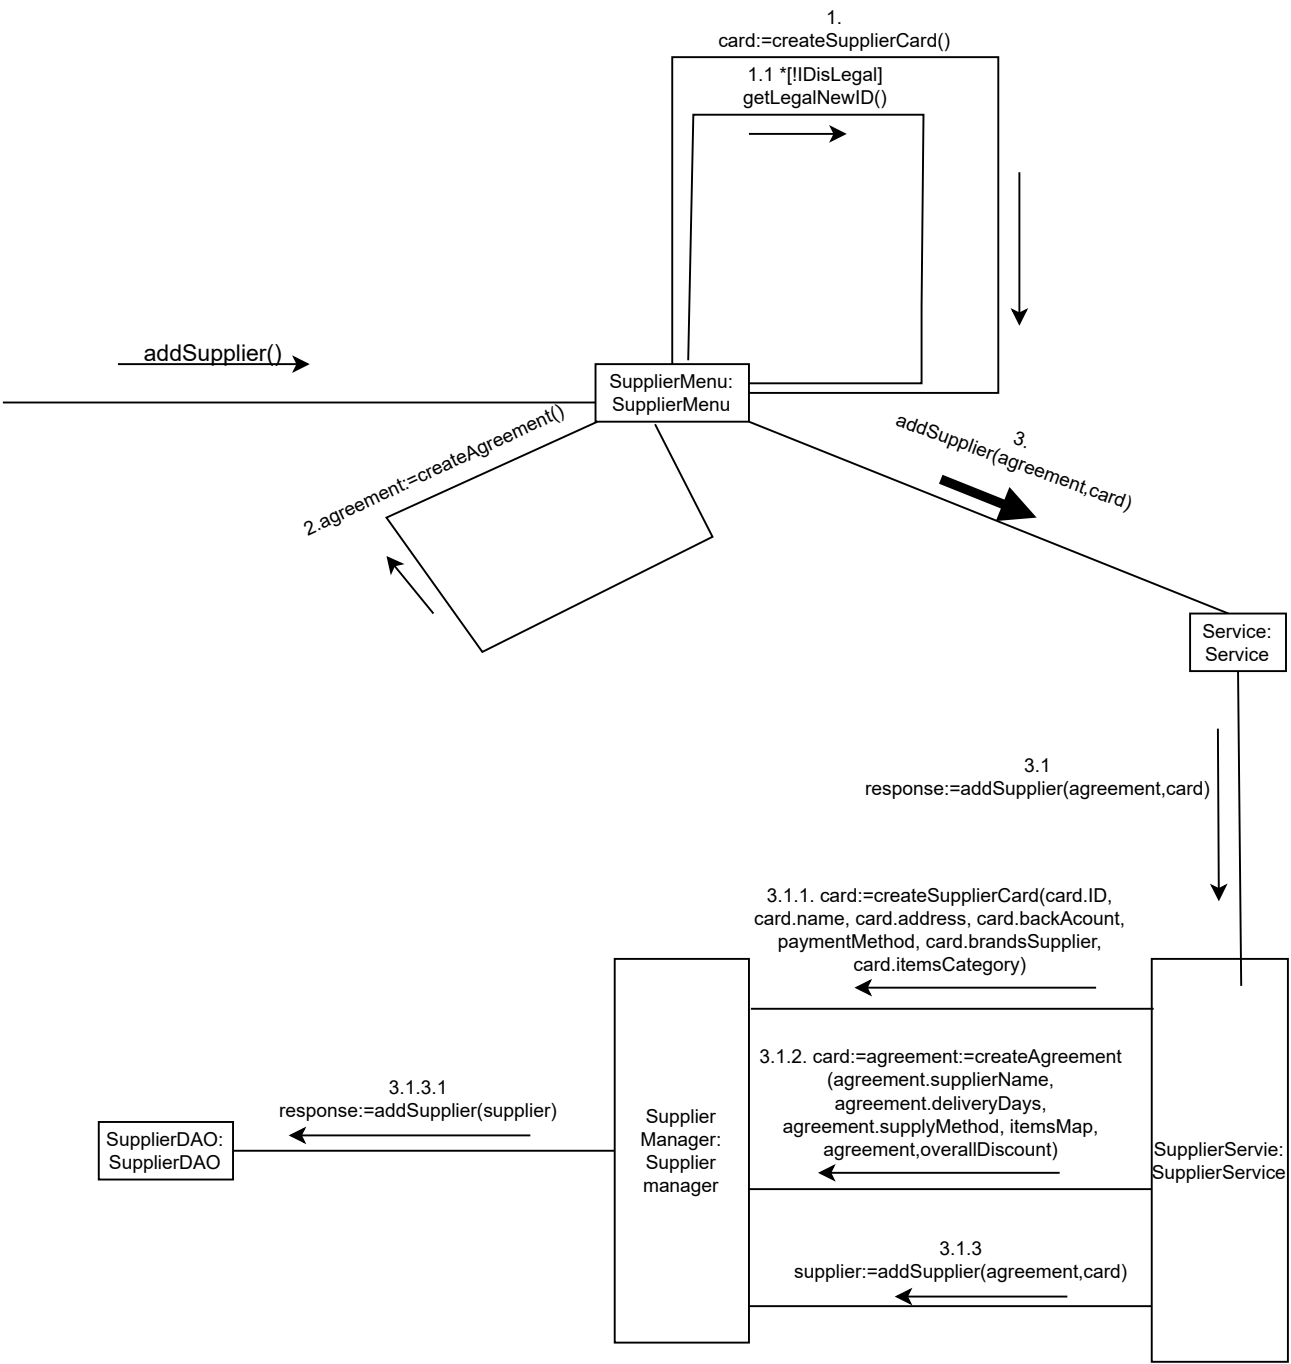 1.
card:=createSupplierCard()
1.1 *[!IDisLegal]
getLegalNewID()
addSupplier()
SupplierMenu:
SupplierMenu
2.agreement:=createAgreement()
3.
addSupplier(agreement,card)
Service:
Service
3.1
response:=addSupplier(agreement,card)
3.1.1. card:=createSupplierCard(card.ID,
card.name, card.address, card.backAcount,
paymentMethod, card.brandsSupplier,
card.itemsCategory)
3.1.2. card:=agreement:=createAgreement
(agreement.supplierName,
agreement.deliveryDays,
agreement.supplyMethod, itemsMap,
agreement,overallDiscount)
3.1.3.1
response:=addSupplier(supplier)
SupplierDAO:
SupplierDAO
Supplier
Manager:
Supplier
manager
SupplierServie:
SupplierService
3.1.3
supplier:=addSupplier(agreement,card)